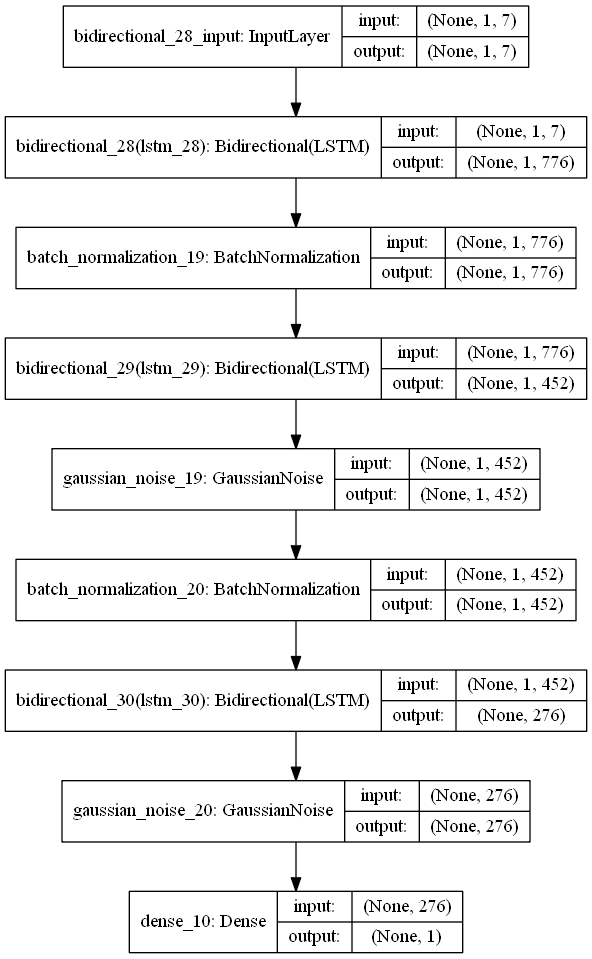 bidirectional_28_input: InputLayer
input: (None, 1, 7)
output: (None, 1, 7)
bidirectional_28(lstm_28): Bidirectional(LSTM)
input: (None, 1, 7)
output: (None, 1, 776)
batch_normalization_19: BatchNormalization
input: (None, 1, 776)
output: (None, 1, 776)
bidirectional_29(lstm_29): Bidirectional(LSTM)
input: (None, 1, 776)
output: (None, 1, 452)
gaussian_noise_19: GaussianNoise
input: (None, 1, 452)
output: (None, 1, 452)
batch_normalization_20: BatchNormalization
input: (None, 1, 452)
output: (None, 1, 452)
bidirectional_30(lstm_30): Bidirectional(LSTM)
input: (None, 1, 452)
output: (None, 276)
gaussian_noise_20: GaussianNoise
input: (None, 276)
output: (None, 276)
dense_10: Dense
input: (None, 276)
output: (None, 1)